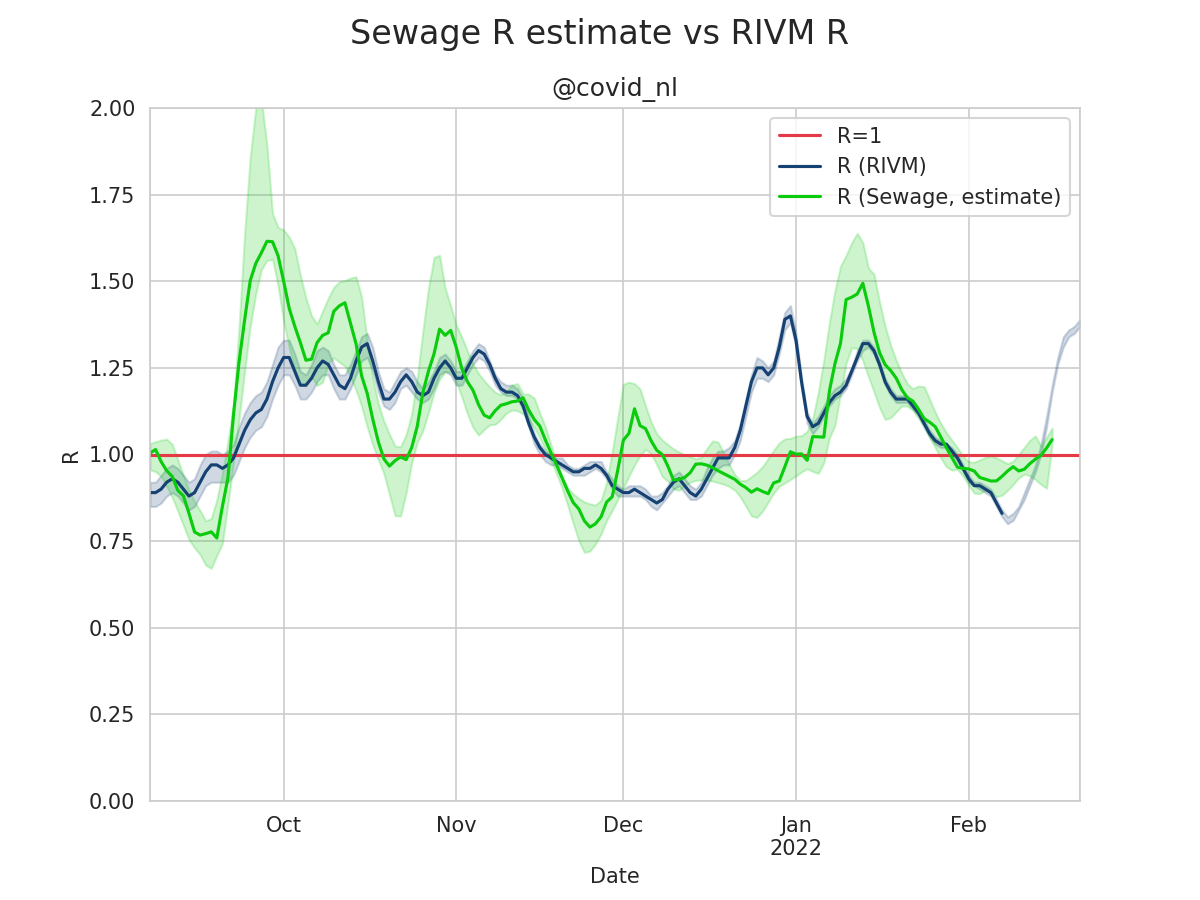 Sewage R estimate vs RIVM R
@covid_nl
R=1
R (RIVM)
R (Sewage, estimate)
2.00
1.75
1.50
1.25
1.00
0.75
0.50
0.25
0.00
R
Oct
Nov
Dec
Jan
2022
Feb
Date